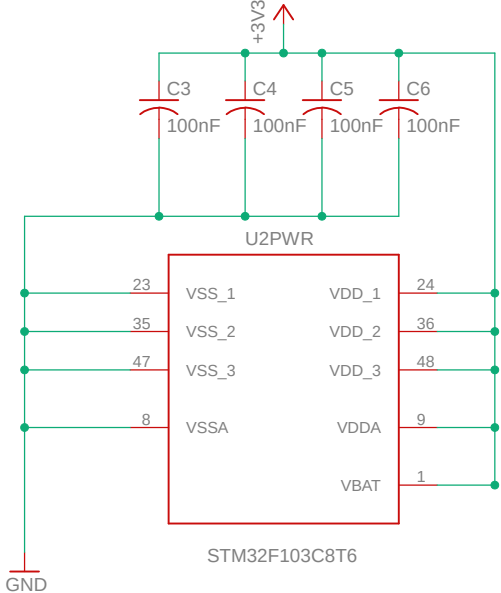 +3V3
C3 C4 C5 C6
100nF 100nF 100nF 100nF
U2PWR
23 VSS_1 VDD_1 24
35 VSS_2 VDD_2 36
47 VSS_3 VDD_3 48
8 VSSA VDDA 9
VBAT 1
STM32F103C8T6
GND